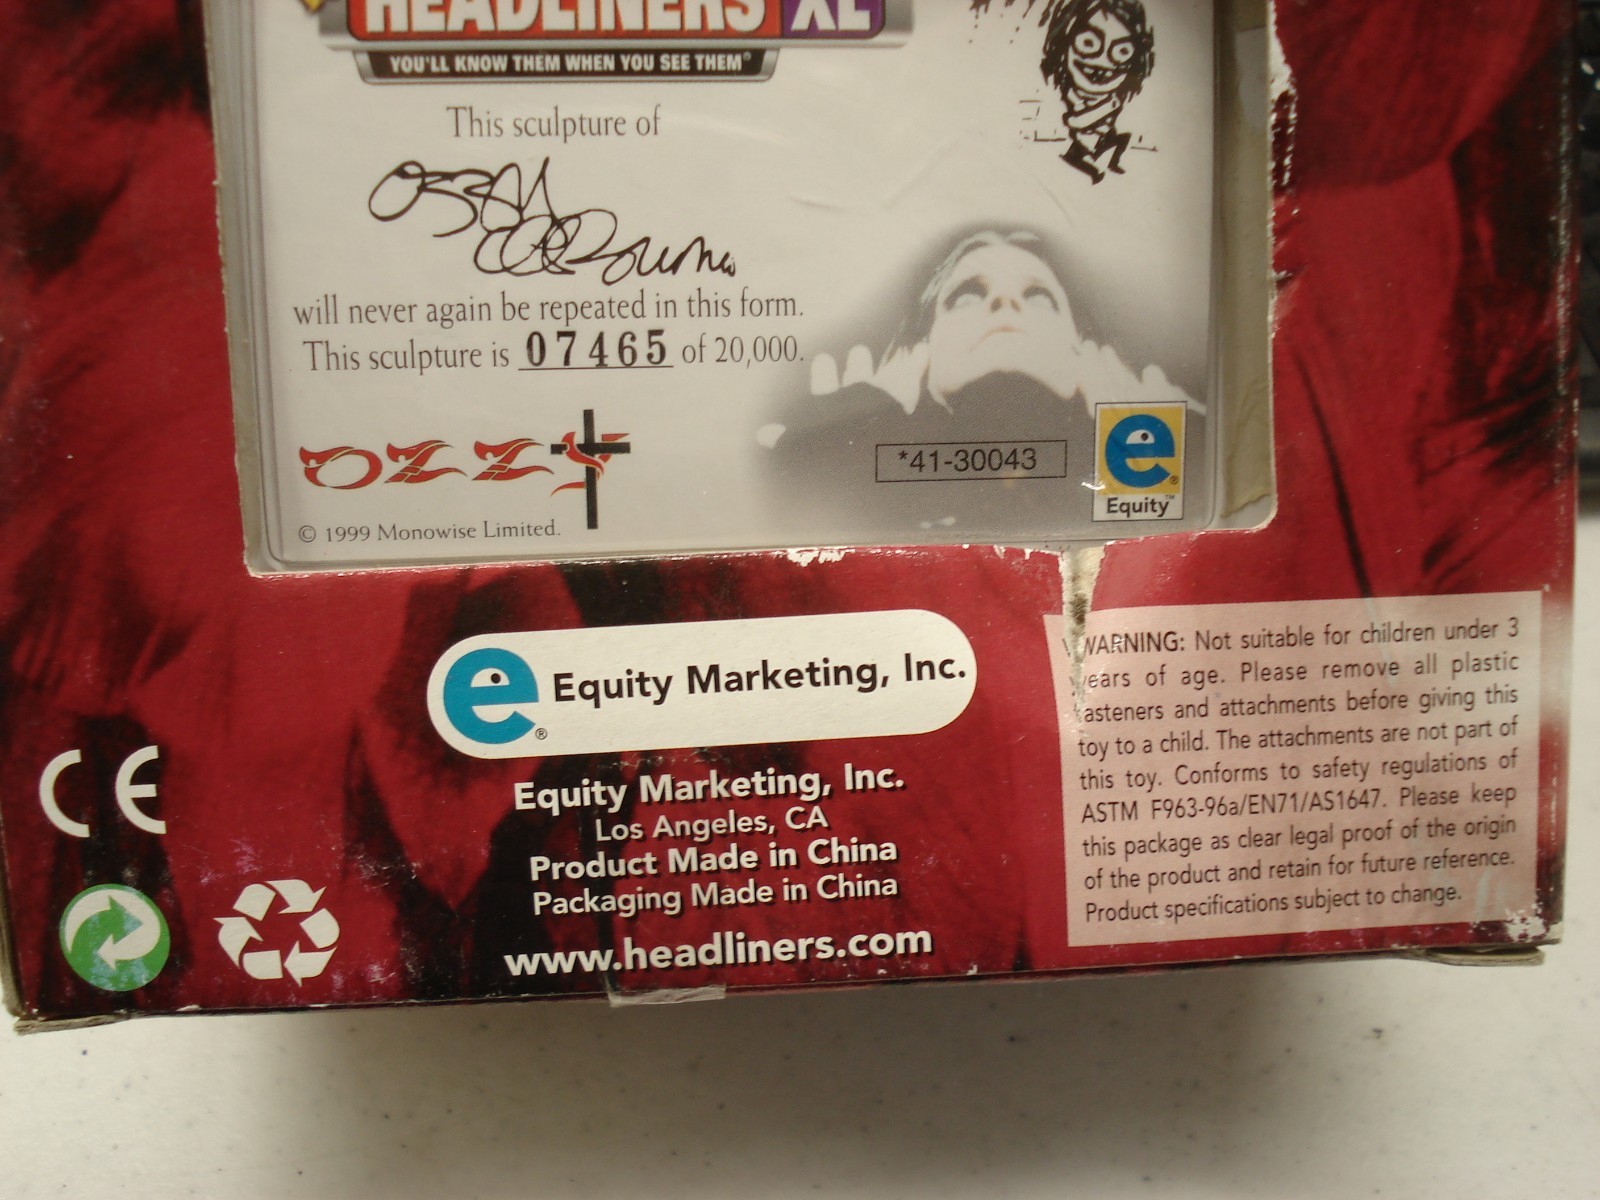 HEADLINERS XL
YOU'LL KNOW THEM WHEN YOU SEE THEM®
This sculpture of
Ozzy
Osbourne
will never again be repeated in this form.
This sculpture is 07465 of 20,000.
OZZY
*41-30043
e®
Equity™
© 1999 Monowise Limited.
e® Equity Marketing, Inc.
Equity Marketing, Inc.
Los Angeles, CA
Product Made in China
Packaging Made in China
www.headliners.com
CE
WARNING: Not suitable for children under 3
years of age. Please remove all plastic
fasteners and attachments before giving this
toy to a child. The attachments are not part of
this toy. Conforms to safety regulations of
ASTM F963-96a/EN71/AS1647. Please keep
this package as clear legal proof of the origin
of the product and retain for future reference.
Product specifications subject to change.